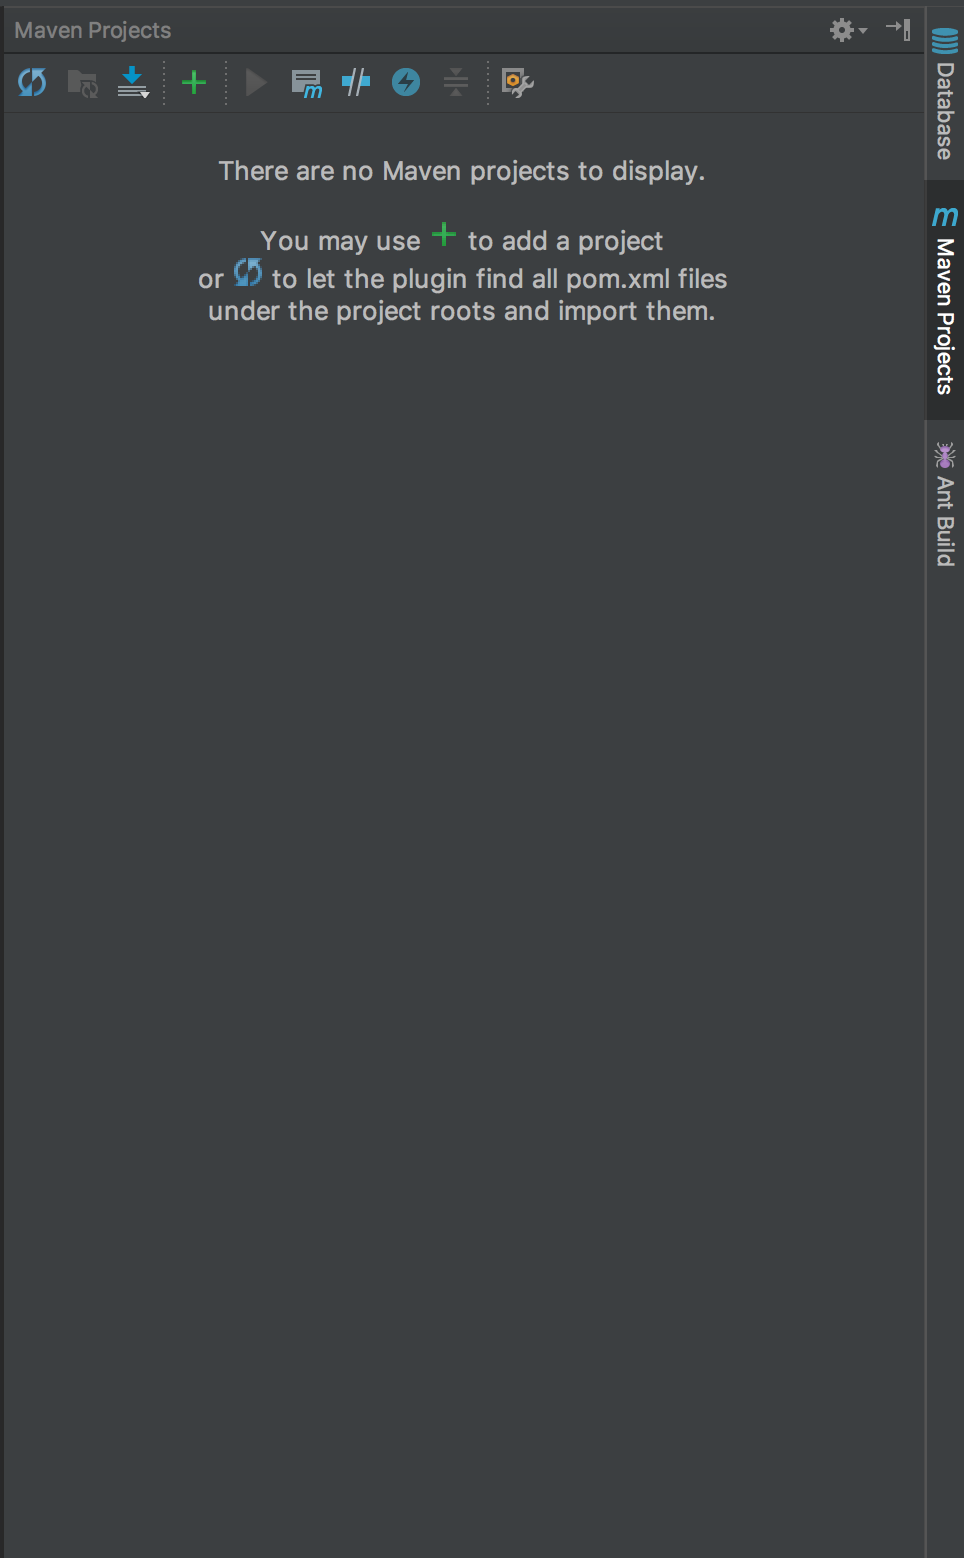 Maven Projects
There are no Maven projects to display.
You may use + to add a project
or to let the plugin find all pom.xml files
under the project roots and import them.
Database
m Maven Projects
Ant Build